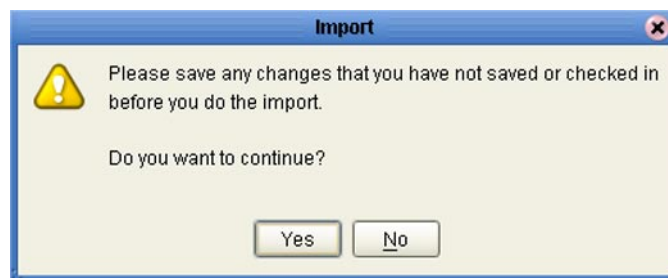 Import
Please save any changes that you have not saved or checked in
before you do the import.
Do you want to continue?
Yes
No